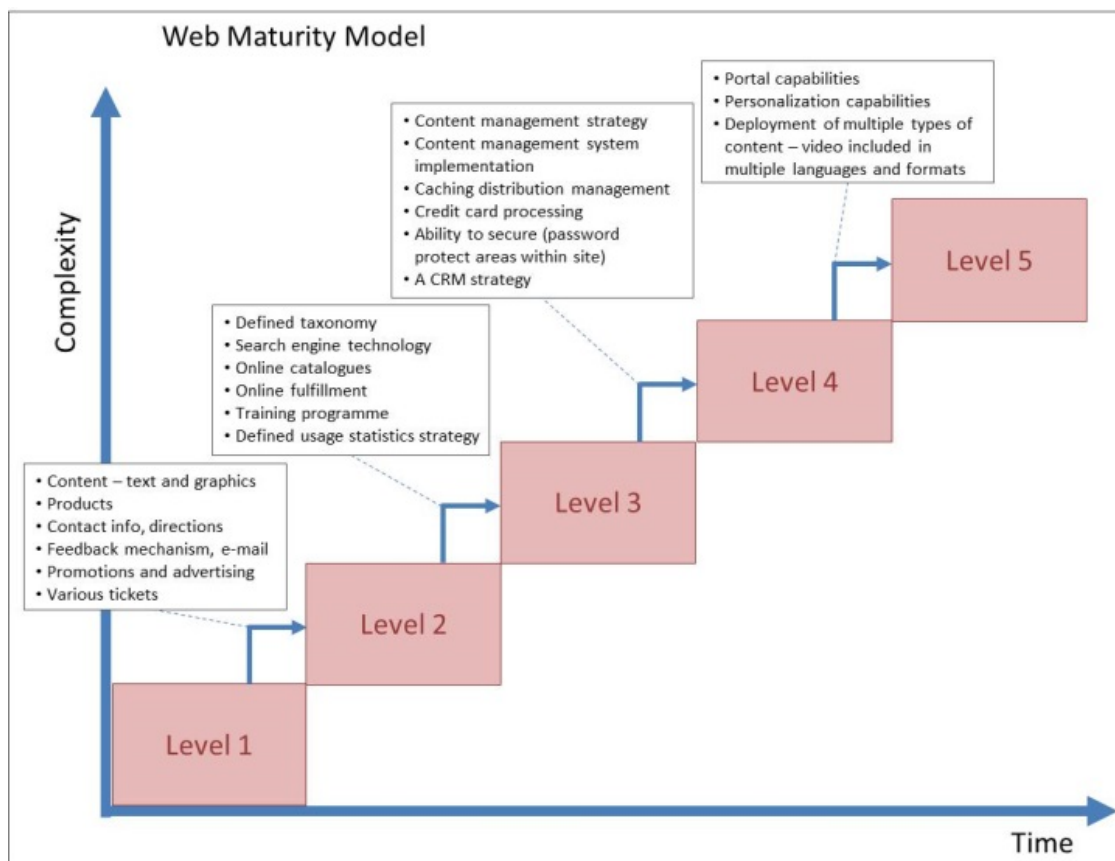 Web Maturity Model
• Portal capabilities
• Personalization capabilities
• Deployment of multiple types of
content – video included in
multiple languages and formats
• Content management strategy
• Content management system
implementation
• Caching distribution management
• Credit card processing
• Ability to secure (password
protect areas within site)
• A CRM strategy
• Defined taxonomy
• Search engine technology
• Online catalogues
• Online fulfillment
• Training programme
• Defined usage statistics strategy
• Content – text and graphics
• Products
• Contact info, directions
• Feedback mechanism, e-mail
• Promotions and advertising
• Various tickets
Complexity
Level 5
Level 4
Level 3
Level 2
Level 1
Time